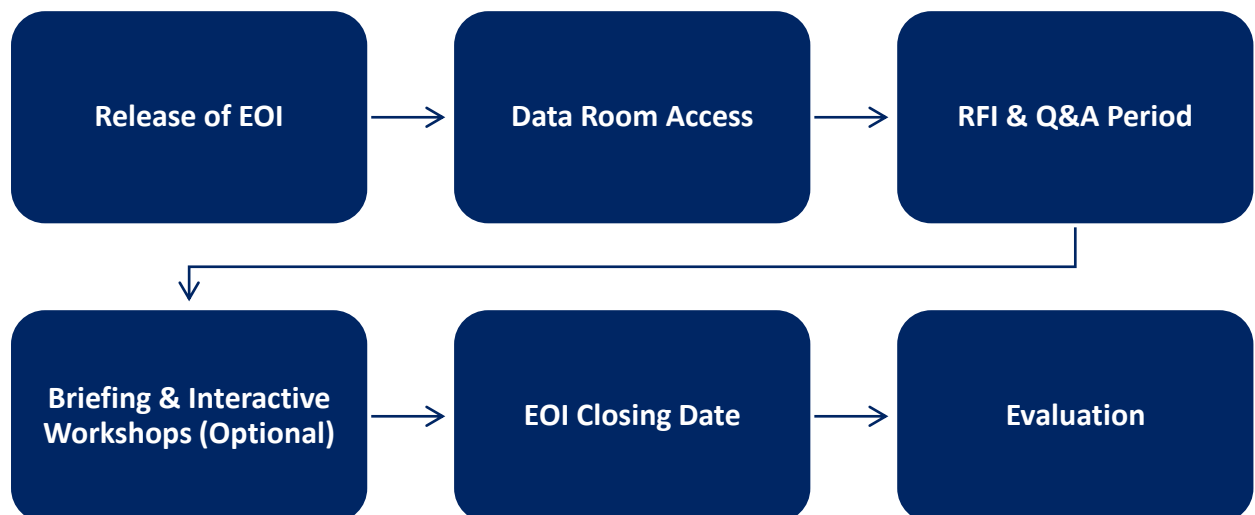 Release of EOI
Data Room Access
RFI & Q&A Period
Briefing & Interactive
Workshops (Optional)
EOI Closing Date
Evaluation